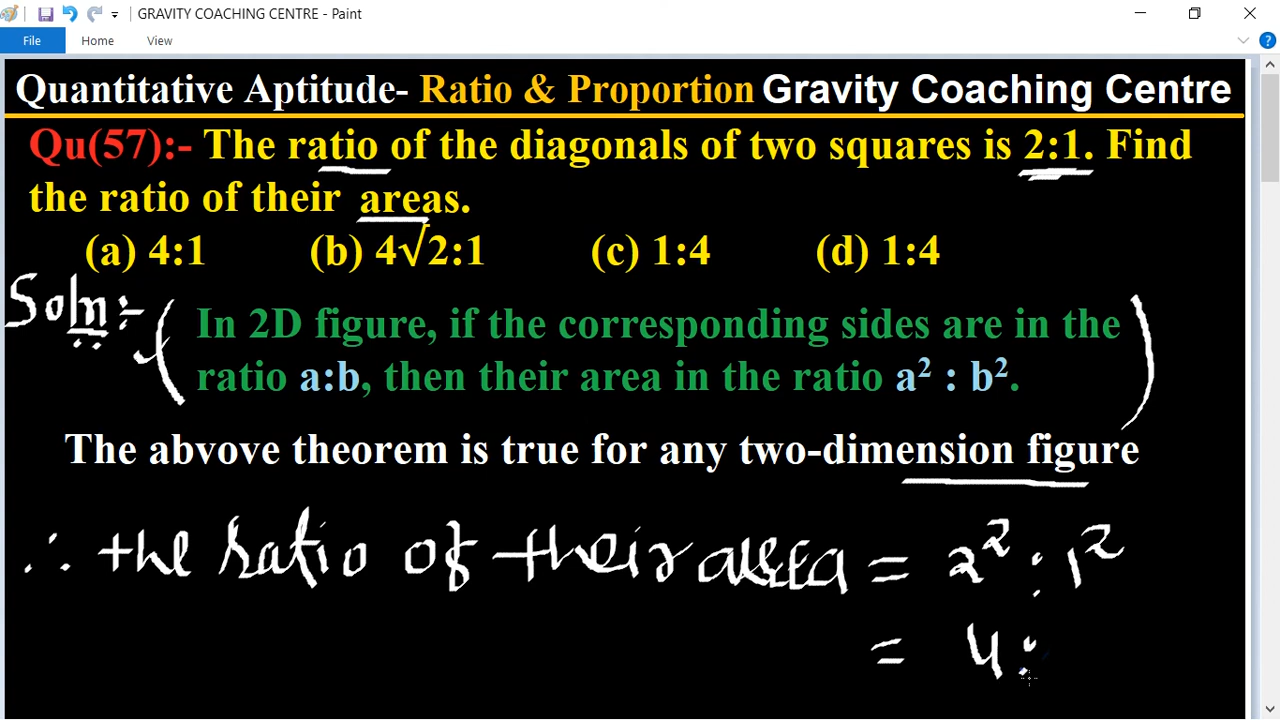 GRAVITY COACHING CENTRE - Paint
File Home View
Quantitative Aptitude- Ratio & Proportion Gravity Coaching Centre
Qu(57):- The ratio of the diagonals of two squares is 2:1. Find
the ratio of their areas.
(a) 4:1 (b) 4√2:1 (c) 1:4 (d) 1:4
Soln:-
In 2D figure, if the corresponding sides are in the
ratio a:b, then their area in the ratio a² : b².
The abvove theorem is true for any two-dimension figure
∴ the ratio of their area = 2² : 1²
= 4 :